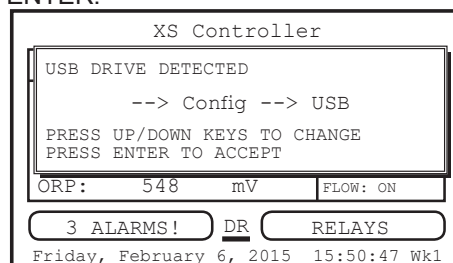 ENTER.
XS Controller
USB DRIVE DETECTED
--> Config --> USB
PRESS UP/DOWN KEYS TO CHANGE
PRESS ENTER TO ACCEPT
ORP: 548 mV FLOW: ON
3 ALARMS! DR RELAYS
Friday, February 6, 2015 15:50:47 Wk1